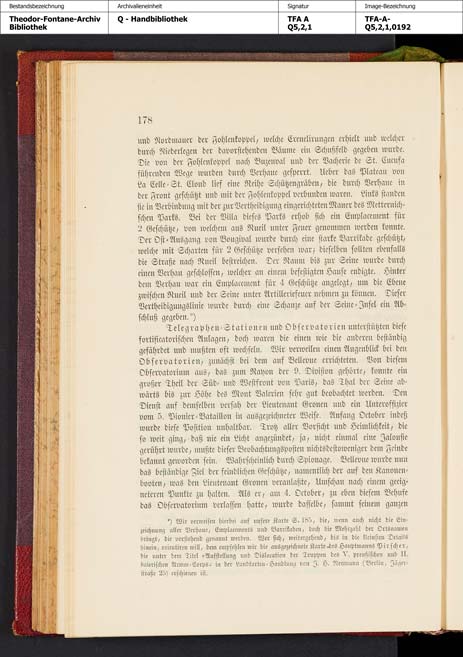 Bestandsbezeichnung
Archivalieneinheit
Signatur
Image-Bezeichnung
Theodor-Fontane-Archiv
Bibliothek
Q - Handbibliothek
TFA A
Q5,2,1
TFA-A-
Q5,2,1,0192
178
und Nordmauer der Fohlenkoppel, welche Crenelirungen erhielt und welcher
durch Niederlegen der davorstehenden Bäume ein Schußfeld gegeben wurde.
Die von der Fohlenkoppel nach Buzenval und der Vacherie de St. Cucufa
führenden Wege wurden durch Verhaue gesperrt. Ueber das Plateau von
La Celle-St. Cloud lief eine Reihe Schützengräben, die durch Verhaue in
der Front geschützt und mit der Fohlenkoppel verbunden waren. Links standen
sie in Verbindung mit der zur Vertheidigung eingerichteten Mauer des Metternich-
schen Parks. Bei der Villa dieses Parks erhob sich ein Emplacement für
2 Geschütze, von welchem aus Rueil unter Feuer genommen werden konnte.
Der Ost-Ausgang von Bougival wurde durch eine starke Barrikade geschützt,
welche mit Scharten für 2 Geschütze versehen war; dieselben sollten ebenfalls
die Straße nach Rueil bestreichen. Der Raum bis zur Seine wurde durch
einen Verhau geschlossen, welcher an einem befestigten Hause endigte. Hinter
dem Verhau war ein Emplacement für 4 Geschütze angelegt, um die Ebene
zwischen Rueil und der Seine unter Artilleriefeuer nehmen zu können. Dieser
Vertheidigungslinie wurde durch eine Schanze auf der Seine-Insel ein Ab-
schluß gegeben.*)
Telegraphen-Stationen und Observatorien unterstützten diese
fortificatorischen Anlagen, doch waren die einen wie die anderen beständig
gefährdet und mußten oft wechseln. Wir verweilen einen Augenblick bei den
Observatorien, zunächst bei dem auf Bellevue errichteten. Von diesem
Observatorium aus, das zum Rayon der 9. Division gehörte, konnte ein
großer Theil der Süd- und Westfront von Paris, das Thal der Seine ab-
wärts bis zur Höhe des Mont Valerien sehr gut beobachtet werden. Den
Dienst auf demselben versah der Lieutenant Gronen und ein Unteroffizier
vom 5. Pionier-Bataillon in ausgezeichneter Weise. Anfang October indeß
wurde diese Position unhaltbar. Trotz aller Vorsicht und Heimlichkeit, die
so weit ging, daß nie ein Licht angezündet, ja, nicht einmal eine Jalousie
gerührt wurde, mußte dieser Beobachtungsposten nichtsdestoweniger dem Feinde
bekannt geworden sein. Wahrscheinlich durch Spionage. Bellevue wurde nun
das beständige Ziel der feindlichen Geschütze, namentlich der auf den Kanonen-
booten, was den Lieutenant Gronen veranlaßte, Umschau nach einem geeig-
neteren Punkte zu halten. Als er, am 4. October, zu eben diesem Behufe
das Observatorium verlassen hatte, wurde dasselbe, sammt seinem ganzen
*) Wir verweisen hierbei auf unsere Karte S. 185, die, wenn auch nicht die Ein-
zeichnung aller Verhaue, Emplacements und Barrikaden, doch die Mehrzahl der Ortsnamen
bringt, die vorstehend genannt werden. Wer sich, weitergehend, bis in die kleinsten Details
hinein, orientiren will, dem empfehlen wir die ausgezeichnete Karte des Hauptmanns Pirscher,
die unter dem Titel »Aufstellung und Dislocation der Truppen des V. preußischen und II.
baierischen Armee-Corps« in der Landkarten-Handlung von J. H. Neumann (Berlin, Jäger-
straße 25) erschienen ist.